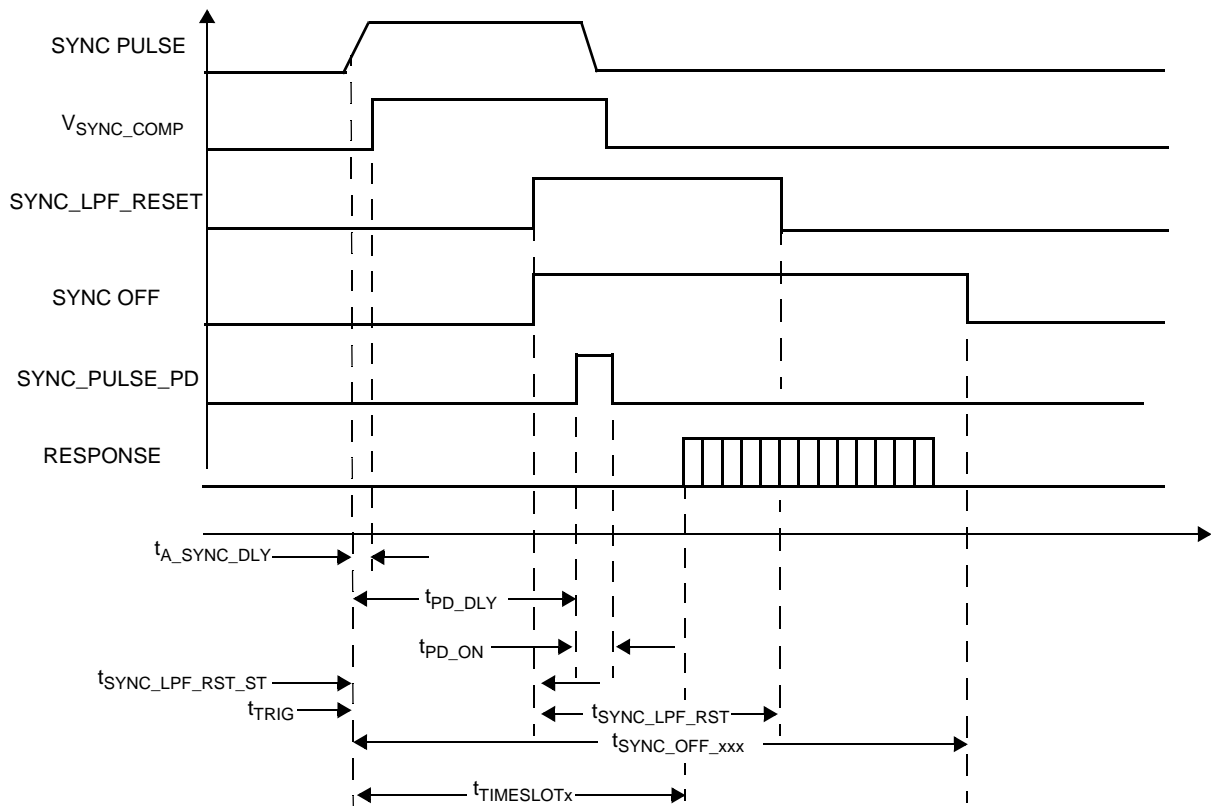 SYNC PULSE
VSYNC_COMP
SYNC_LPF_RESET
SYNC OFF
SYNC_PULSE_PD
RESPONSE
tA_SYNC_DLY
tPD_DLY
tPD_ON
tSYNC_LPF_RST_ST
tTRIG
tSYNC_LPF_RST
tSYNC_OFF_xxx
tTIMESLOTx